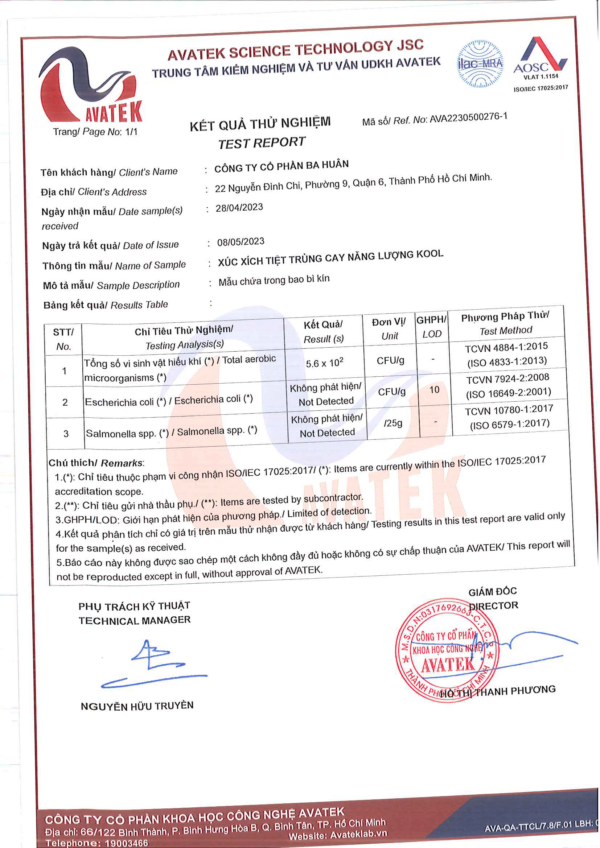 AVATEK SCIENCE TECHNOLOGY JSC
TRUNG TÂM KIỂM NGHIỆM VÀ TƯ VẤN UDKH AVATEK
AVATEK
ilac-MRA
AOSC
VLAT 1.1154
ISO/IEC 17025:2017
Trang/ Page No: 1/1
KẾT QUẢ THỬ NGHIỆM
TEST REPORT
Mã số/ Ref. No: AVA2230500276-1
Tên khách hàng/ Client's Name : CÔNG TY CỔ PHẦN BA HUÂN
Địa chỉ/ Client's Address : 22 Nguyễn Đình Chi, Phường 9, Quận 6, Thành Phố Hồ Chí Minh.
Ngày nhận mẫu/ Date sample(s) received : 28/04/2023
Ngày trả kết quả/ Date of Issue : 08/05/2023
Thông tin mẫu/ Name of Sample : XÚC XÍCH TIỆT TRÙNG CAY NĂNG LƯỢNG KOOL
Mô tả mẫu/ Sample Description : Mẫu chứa trong bao bì kín
Bảng kết quả/ Results Table :
STT/ No. Chỉ Tiêu Thử Nghiệm/ Testing Analysis(s) Kết Quả/ Result (s) Đơn Vị/ Unit GHPH/ LOD Phương Pháp Thử/ Test Method
1 Tổng số vi sinh vật hiếu khí (*) / Total aerobic microorganisms (*) 5.6 x 10² CFU/g - TCVN 4884-1:2015 (ISO 4833-1:2013)
2 Escherichia coli (*) / Escherichia coli (*) Không phát hiện/ Not Detected CFU/g 10 TCVN 7924-2:2008 (ISO 16649-2:2001)
3 Salmonella spp. (*) / Salmonella spp. (*) Không phát hiện/ Not Detected /25g - TCVN 10780-1:2017 (ISO 6579-1:2017)
Chú thích/ Remarks:
1.(*): Chỉ tiêu thuộc phạm vi công nhận ISO/IEC 17025:2017/ (*): Items are currently within the ISO/IEC 17025:2017
accreditation scope.
2.(**): Chỉ tiêu gửi nhà thầu phụ./ (**): Items are tested by subcontractor.
3.GHPH/LOD: Giới hạn phát hiện của phương pháp./ Limited of detection.
4.Kết quả phân tích chỉ có giá trị trên mẫu thử nhận được từ khách hàng/ Testing results in this test report are valid only
for the sample(s) as received.
5.Báo cáo này không được sao chép một cách không đầy đủ hoặc không có sự chấp thuận của AVATEK/ This report will
not be reproduced except in full, without approval of AVATEK.
PHỤ TRÁCH KỸ THUẬT
TECHNICAL MANAGER
NGUYỄN HỮU TRUYỀN
GIÁM ĐỐC
DIRECTOR
M.S.D.N:0317692663-C.T.C.P
CÔNG TY CỔ PHẦN
KHOA HỌC CÔNG NGHỆ
AVATEK
THÀNH PHỐ HỒ CHÍ MINH
HỒ THỊ THANH PHƯƠNG
CÔNG TY CỔ PHẦN KHOA HỌC CÔNG NGHỆ AVATEK
Địa chỉ: 66/122 Bình Thành, P. Bình Hưng Hòa B, Q. Bình Tân, TP. Hồ Chí Minh
Telephone: 19003466 Website: Avateklab.vn
AVA-QA-TTCL/7.8/F.01 LBH: